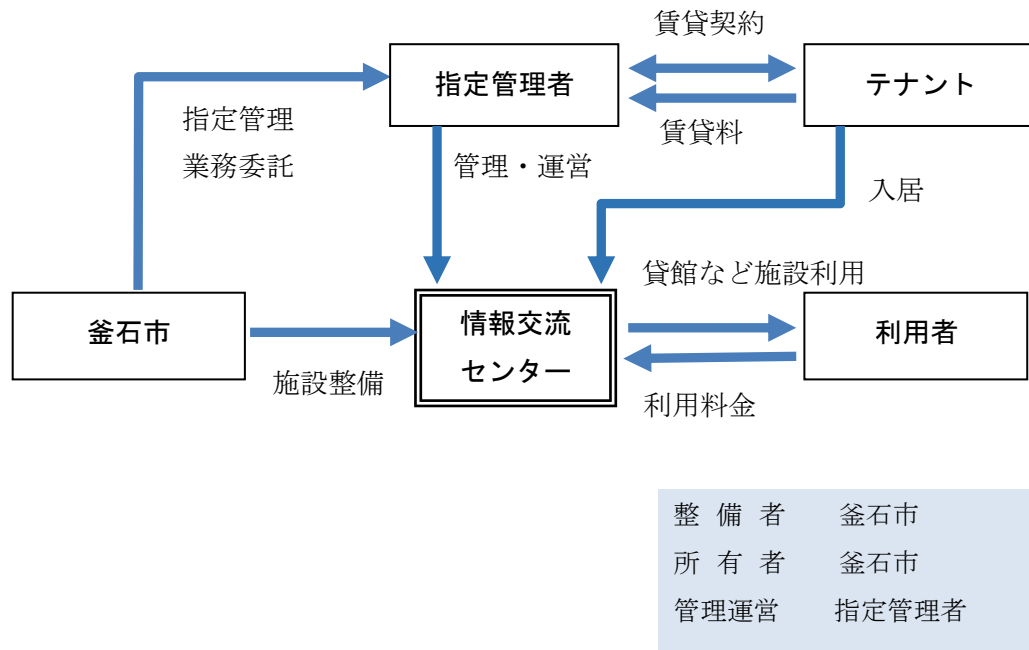 賃貸契約
指定管理者
テナント
指定管理
業務委託
賃貸料
管理・運営
入居
貸館など施設利用
釜石市
情報交流
センター
利用者
施設整備
利用料金
整 備 者 釜石市
所 有 者 釜石市
管理運営 指定管理者